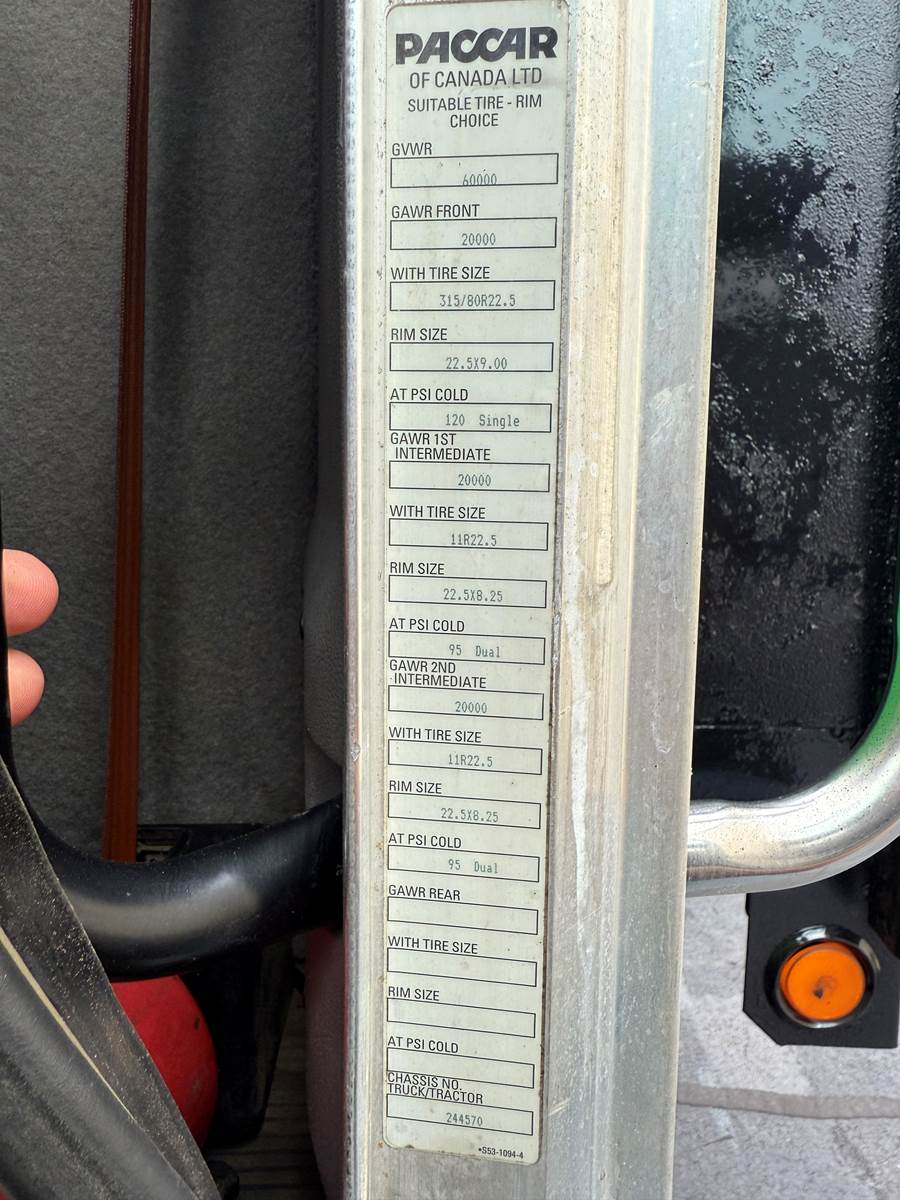 PACCAR
OF CANADA LTD
SUITABLE TIRE - RIM
CHOICE
GVWR
60000
GAWR FRONT
20000
WITH TIRE SIZE
315/80R22.5
RIM SIZE
22.5X9.00
AT PSI COLD
120 Single
GAWR 1ST
INTERMEDIATE
20000
WITH TIRE SIZE
11R22.5
RIM SIZE
22.5X8.25
AT PSI COLD
95 Dual
GAWR 2ND
INTERMEDIATE
20000
WITH TIRE SIZE
11R22.5
RIM SIZE
22.5X8.25
AT PSI COLD
95 Dual
GAWR REAR
WITH TIRE SIZE
RIM SIZE
AT PSI COLD
CHASSIS NO.
TRUCK/TRACTOR
244570
•S53-1094-4